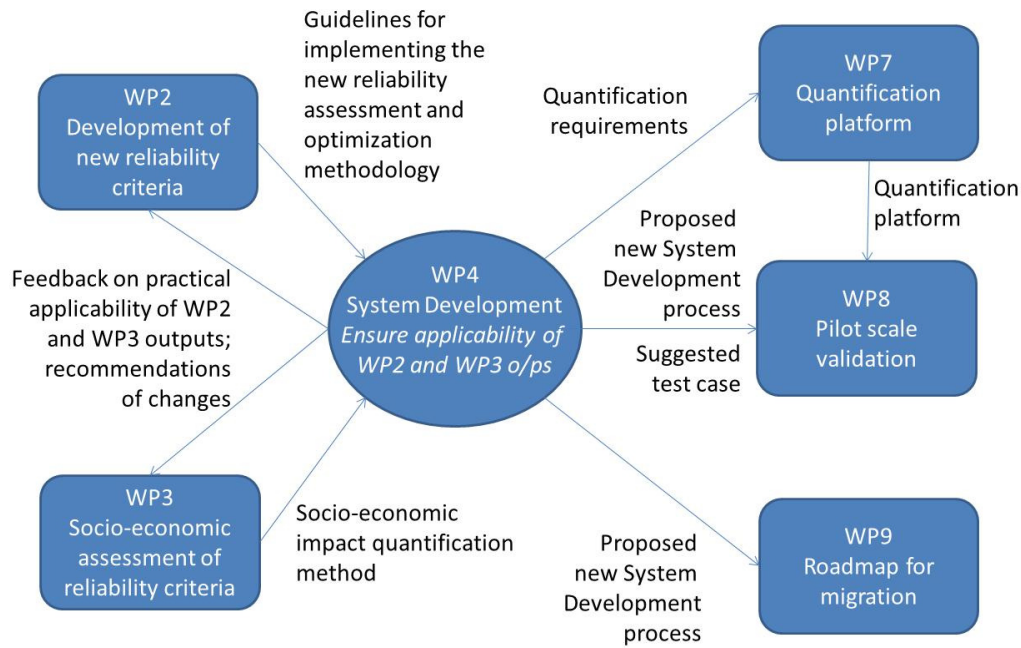 Guidelines for
implementing the
new reliability
assessment and
optimization
methodology
WP2
Development of
new reliability
criteria
Quantification
requirements
WP7
Quantification
platform
Quantification
platform
Feedback on practical
applicability of WP2
and WP3 outputs;
recommendations
of changes
WP4
System Development
Ensure applicability of
WP2 and WP3 o/ps
Proposed
new System
Development
process
Suggested
test case
WP8
Pilot scale
validation
WP3
Socio-economic
assessment of
reliability criteria
Socio-economic
impact quantification
method
Proposed
new System
Development
process
WP9
Roadmap for
migration